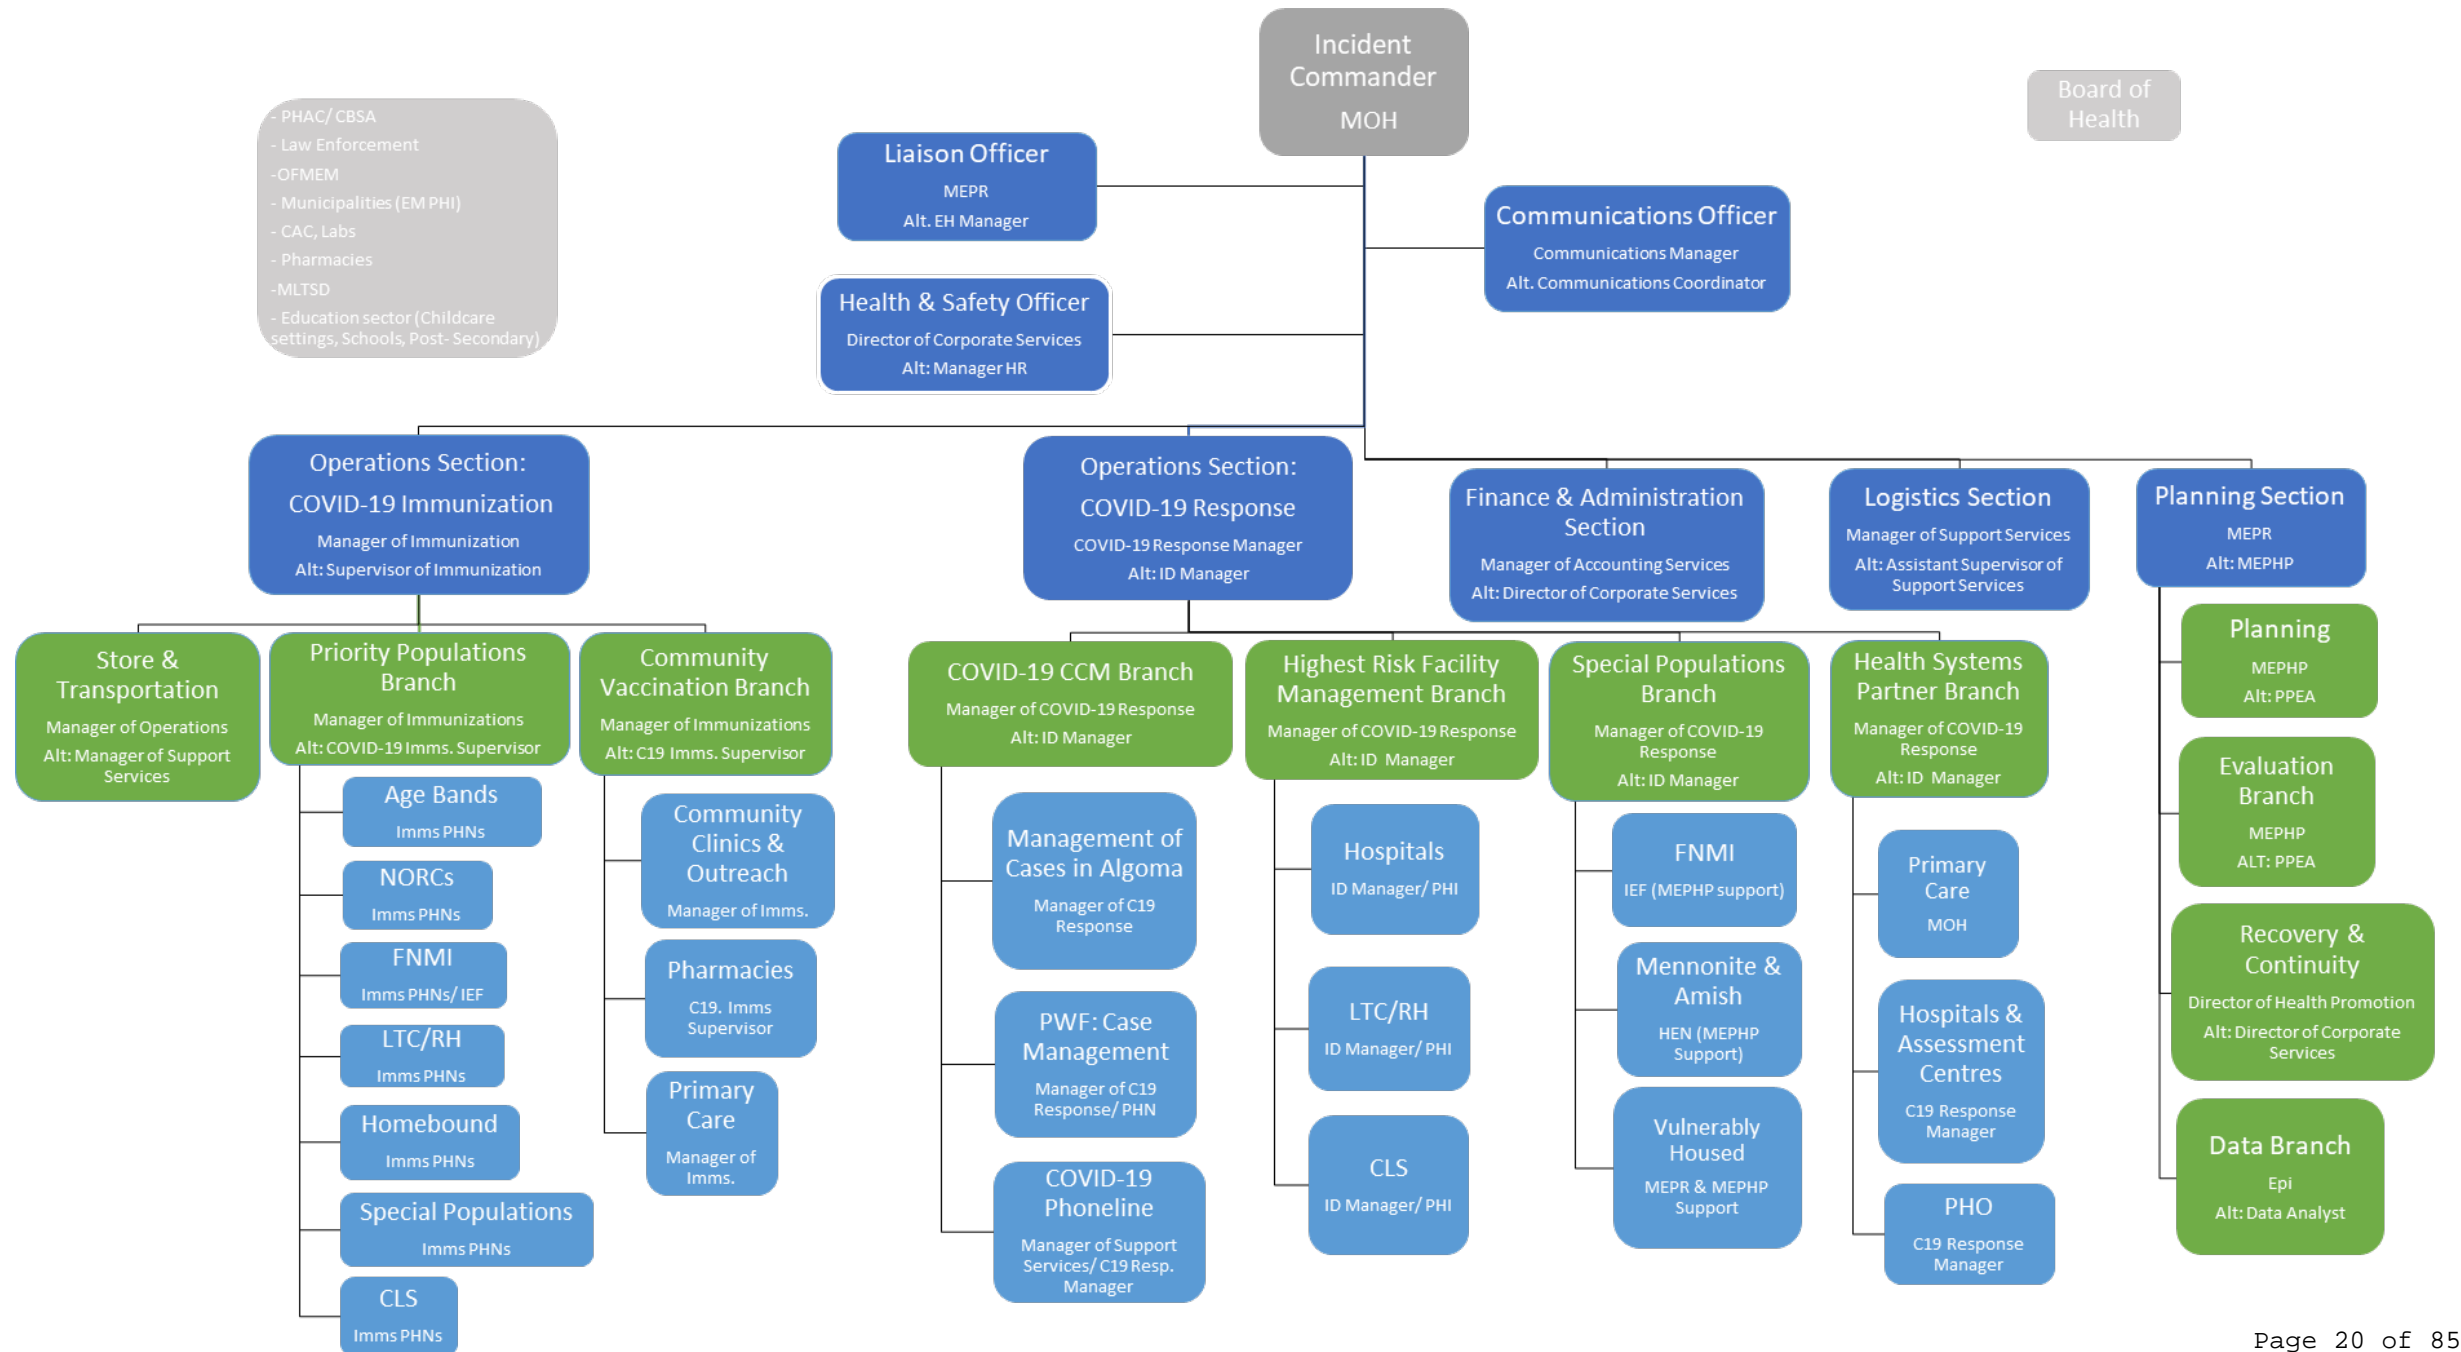 Incident
Commander
MOH
Board of
Health
- PHAC/ CBSA
- Law Enforcement
-OFMEM
- Municipalities (EM PHI)
- CAC, Labs
- Pharmacies
-MLTSD
- Education sector (Childcare
settings, Schools, Post- Secondary)
Liaison Officer
MEPR
Alt. EH Manager
Communications Officer
Communications Manager
Alt. Communications Coordinator
Health & Safety Officer
Director of Corporate Services
Alt: Manager HR
Operations Section:
COVID-19 Immunization
Manager of Immunization
Alt: Supervisor of Immunization
Operations Section:
COVID-19 Response
COVID-19 Response Manager
Alt: ID Manager
Finance & Administration
Section
Manager of Accounting Services
Alt: Director of Corporate Services
Logistics Section
Manager of Support Services
Alt: Assistant Supervisor of
Support Services
Planning Section
MEPR
Alt: MEPHP
Store &
Transportation
Manager of Operations
Alt: Manager of Support
Services
Priority Populations
Branch
Manager of Immunizations
Alt: COVID-19 Imms. Supervisor
Community
Vaccination Branch
Manager of Immunizations
Alt: C19 Imms. Supervisor
COVID-19 CCM Branch
Manager of COVID-19 Response
Alt: ID Manager
Highest Risk Facility
Management Branch
Manager of COVID-19 Response
Alt: ID Manager
Special Populations
Branch
Manager of COVID-19
Response
Alt: ID Manager
Health Systems
Partner Branch
Manager of COVID-19
Response
Alt: ID Manager
Planning
MEPHP
Alt: PPEA
Evaluation
Branch
MEPHP
ALT: PPEA
Recovery &
Continuity
Director of Health Promotion
Alt: Director of Corporate
Services
Data Branch
Epi
Alt: Data Analyst
Age Bands
Imms PHNs
NORCs
Imms PHNs
FNMI
Imms PHNs/ IEF
LTC/RH
Imms PHNs
Homebound
Imms PHNs
Special Populations
Imms PHNs
CLS
Imms PHNs
Community
Clinics &
Outreach
Manager of Imms.
Pharmacies
C19. Imms
Supervisor
Primary
Care
Manager of
Imms.
Management of
Cases in Algoma
Manager of C19
Response
PWF: Case
Management
Manager of C19
Response/ PHN
COVID-19
Phoneline
Manager of Support
Services/ C19 Resp.
Manager
Hospitals
ID Manager/ PHI
LTC/RH
ID Manager/ PHI
CLS
ID Manager/ PHI
FNMI
IEF (MEPHP support)
Mennonite &
Amish
HEN (MEPHP
Support)
Vulnerably
Housed
MEPR & MEPHP
Support
Primary
Care
MOH
Hospitals &
Assessment
Centres
C19 Response
Manager
PHO
C19 Response
Manager
Page 20 of 85